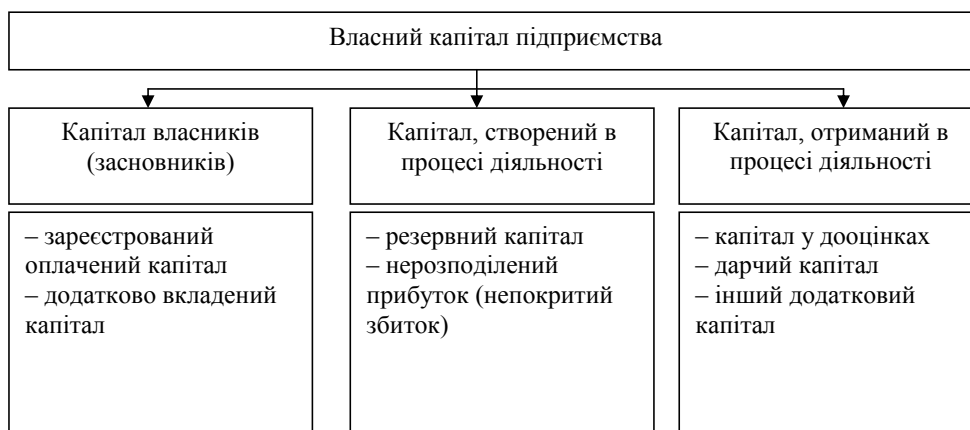 Власний капітал підприємства
Капітал власників
(засновників)
Капітал, створений в
процесі діяльності
Капітал, отриманий в
процесі діяльності
– зареєстрований
оплачений капітал
– додатково вкладений
капітал
– резервний капітал
– нерозподілений
прибуток (непокритий
збиток)
– капітал у дооцінках
– дарчий капітал
– інший додатковий
капітал